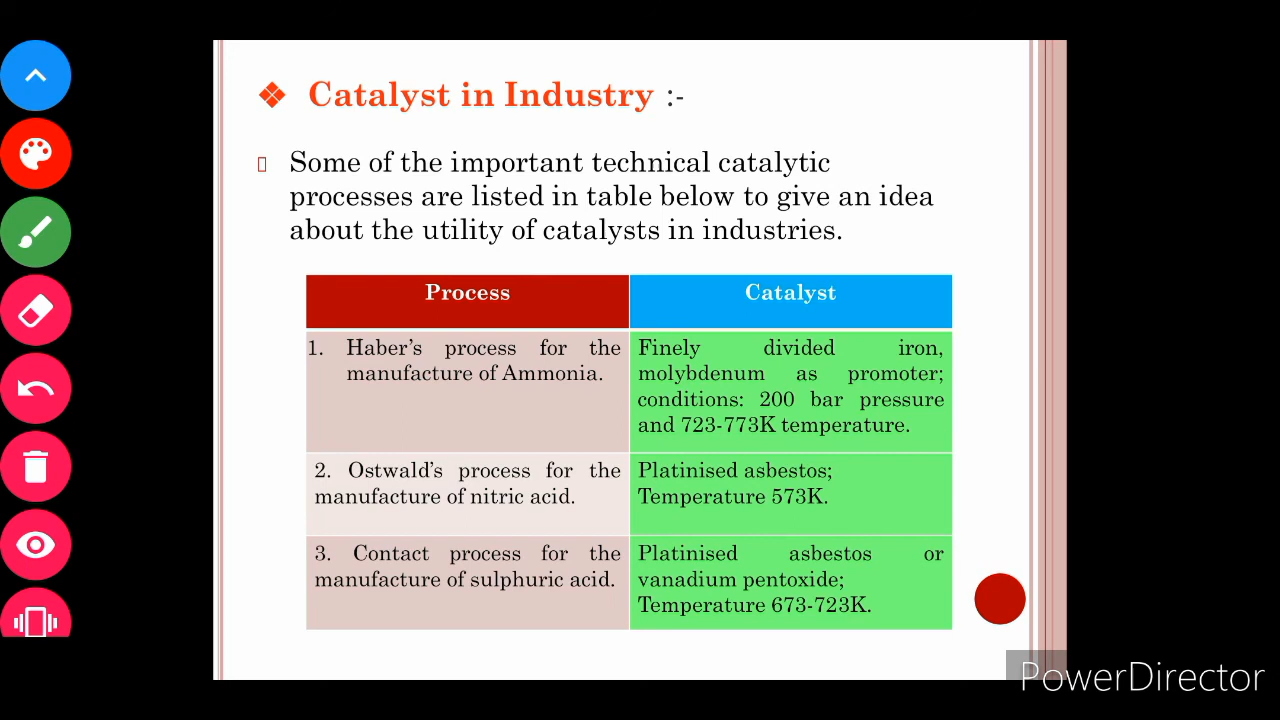 ❖ Catalyst in Industry :-
Some of the important technical catalytic
processes are listed in table below to give an idea
about the utility of catalysts in industries.
Process
Catalyst
1. Haber’s process for the
manufacture of Ammonia.
Finely divided iron,
molybdenum as promoter;
conditions: 200 bar pressure
and 723-773K temperature.
2. Ostwald’s process for the
manufacture of nitric acid.
Platinised asbestos;
Temperature 573K.
3. Contact process for the
manufacture of sulphuric acid.
Platinised asbestos or
vanadium pentoxide;
Temperature 673-723K.
PowerDirector